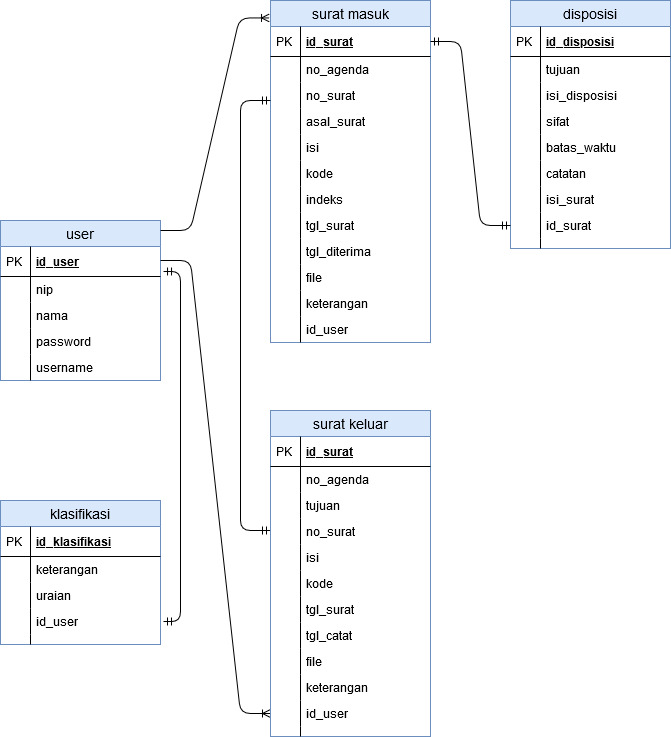 surat masuk
PK id_surat
no_agenda
no_surat
asal_surat
isi
kode
indeks
tgl_surat
tgl_diterima
file
keterangan
id_user
disposisi
PK id_disposisi
tujuan
isi_disposisi
sifat
batas_waktu
catatan
isi_surat
id_surat
user
PK id_user
nip
nama
password
username
surat keluar
PK id_surat
no_agenda
tujuan
no_surat
isi
kode
tgl_surat
tgl_catat
file
keterangan
id_user
klasifikasi
PK id_klasifikasi
keterangan
uraian
id_user